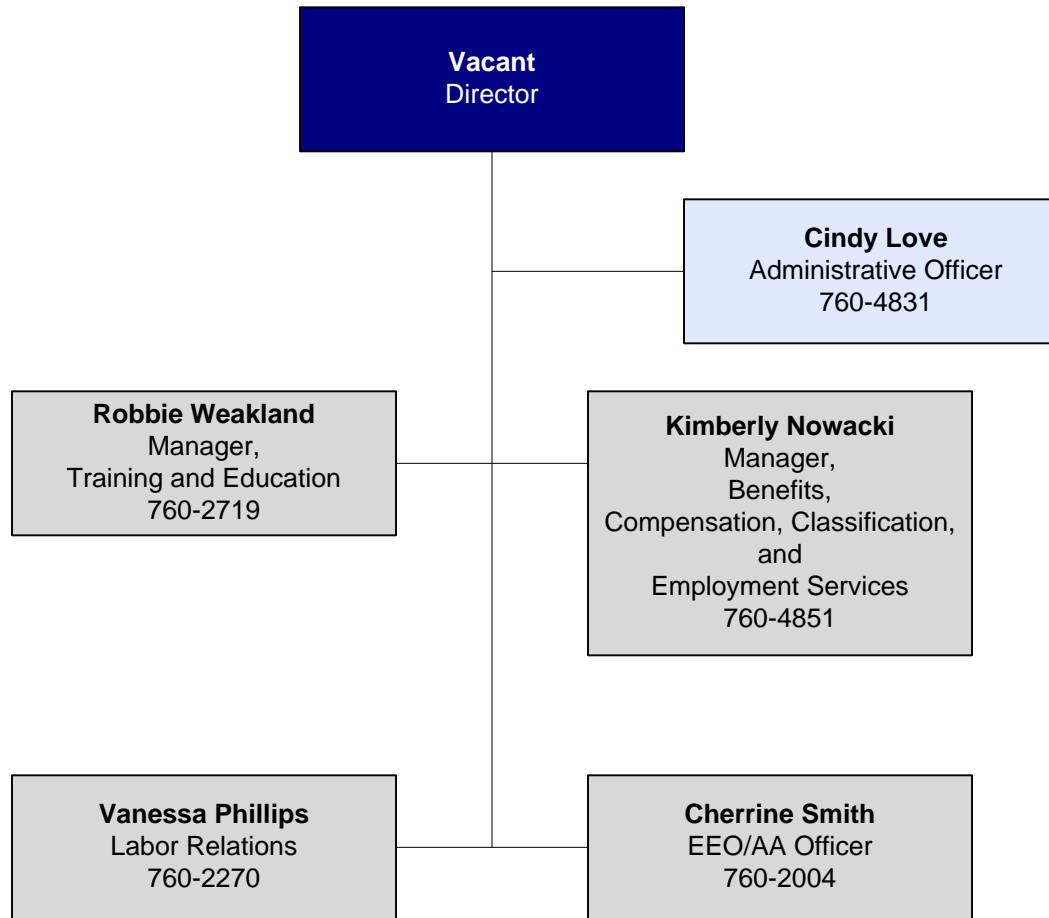 Vacant
Director
Cindy Love
Administrative Officer
760-4831
Robbie Weakland
Manager,
Training and Education
760-2719
Kimberly Nowacki
Manager,
Benefits,
Compensation, Classification,
and
Employment Services
760-4851
Vanessa Phillips
Labor Relations
760-2270
Cherrine Smith
EEO/AA Officer
760-2004